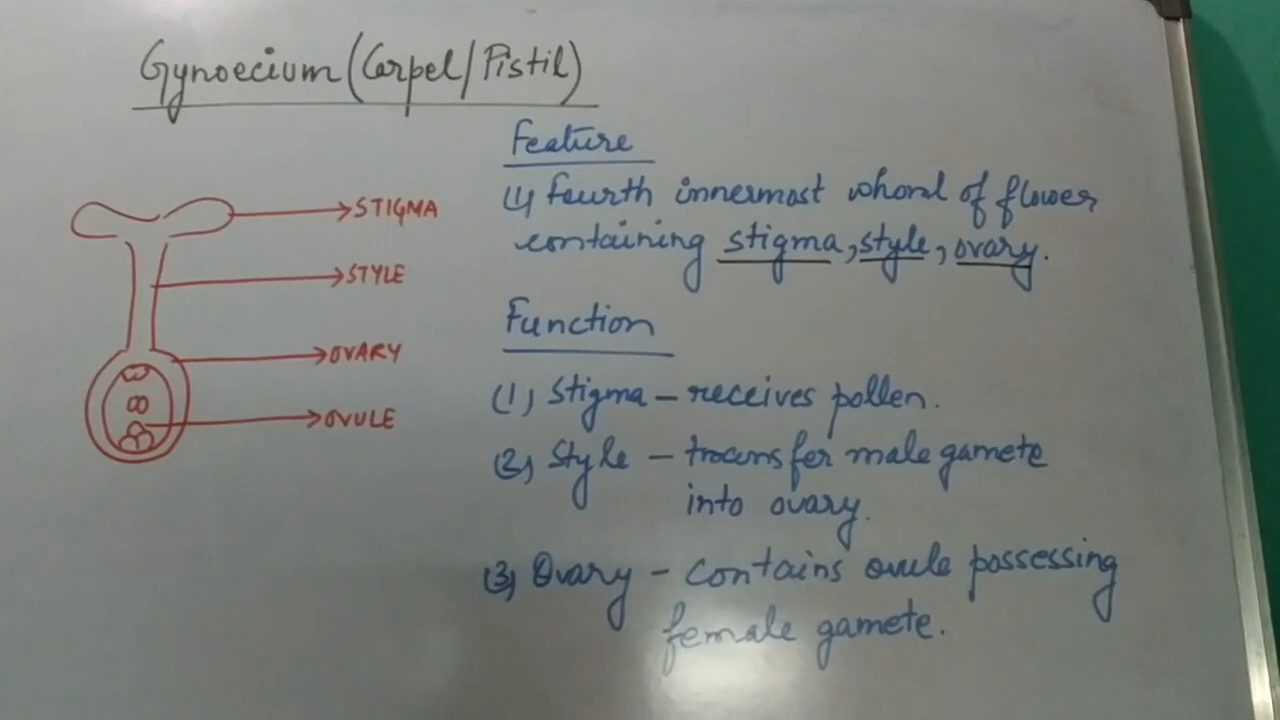 Gynoecium (Carpel/Pistil)
STIGMA
STYLE
OVARY
OVULE
Feature
(1) Fourth innermost whorl of flower
containing stigma, style, ovary.
Function
(1) Stigma – receives pollen.
(2) Style – transfer male gamete
into ovary.
(3) Ovary – contains ovule possessing
female gamete.